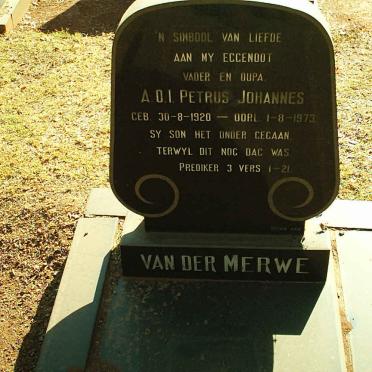 'N SIMBOOL VAN LIEFDE
AAN MY EGGENOOT
VADER EN OUPA.
A.O.I. PETRUS JOHANNES
GEB. 30-8-1920 — OORL. 1-8-1973
SY SON HET ONDER GEGAAN
TERWYL DIT NOG DAG WAS.
PREDIKER 3 VERS 1-21.
VAN DER MERWE